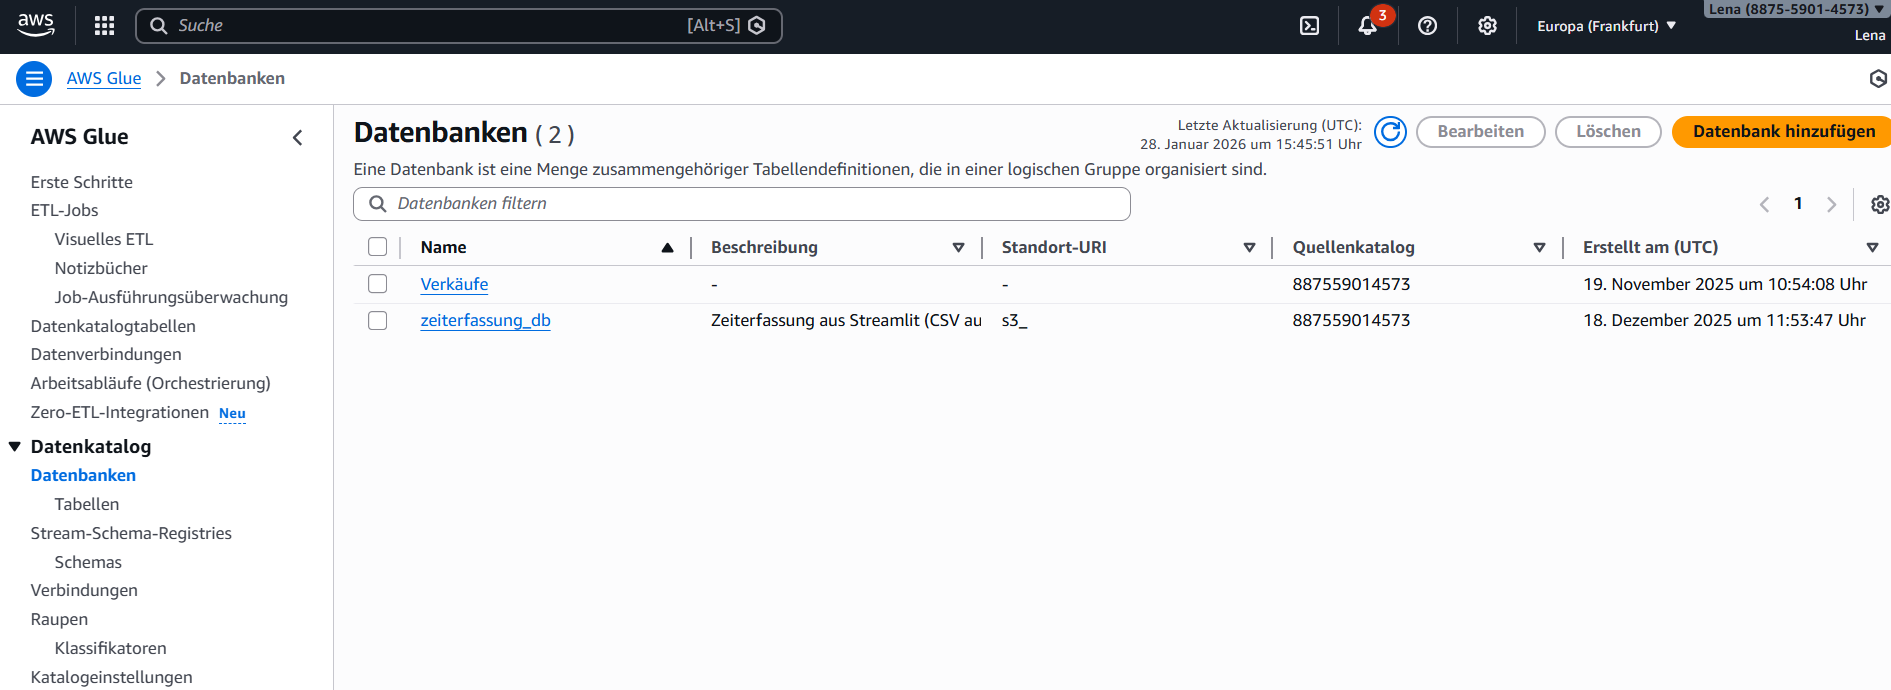 aws
Suche [Alt+S]
3
Europa (Frankfurt)
Lena (8875-5901-4573)
Lena
AWS Glue
Datenbanken
AWS Glue
Erste Schritte
ETL-Jobs
Visuelles ETL
Notizbücher
Job-Ausführungsüberwachung
Datenkatalogtabellen
Datenverbindungen
Arbeitsabläufe (Orchestrierung)
Zero-ETL-Integrationen Neu
Datenkatalog
Datenbanken
Tabellen
Stream-Schema-Registries
Schemas
Verbindungen
Raupen
Klassifikatoren
Katalogeinstellungen
Datenbanken ( 2 )
Letzte Aktualisierung (UTC):
28. Januar 2026 um 15:45:51 Uhr
Bearbeiten
Löschen
Datenbank hinzufügen
Eine Datenbank ist eine Menge zusammengehöriger Tabellendefinitionen, die in einer logischen Gruppe organisiert sind.
Datenbanken filtern
1
Name Beschreibung Standort-URI Quellenkatalog Erstellt am (UTC)
Verkäufe - - 887559014573 19. November 2025 um 10:54:08 Uhr
zeiterfassung_db Zeiterfassung aus Streamlit (CSV au s3_ 887559014573 18. Dezember 2025 um 11:53:47 Uhr